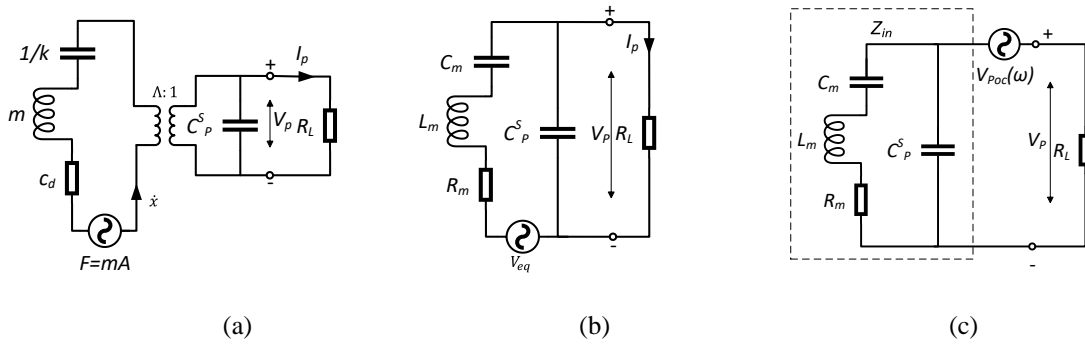 1/k
m
c_d
F=mA
ẋ
Λ: 1
C^S_P
+
I_p
V_p
R_L
-
(a)
C_m
L_m
R_m
V_eq
C^S_P
+
I_p
V_P
R_L
-
(b)
Z_in
C_m
L_m
R_m
C^S_P
V_Poc(ω)
+
V_P
R_L
-
(c)